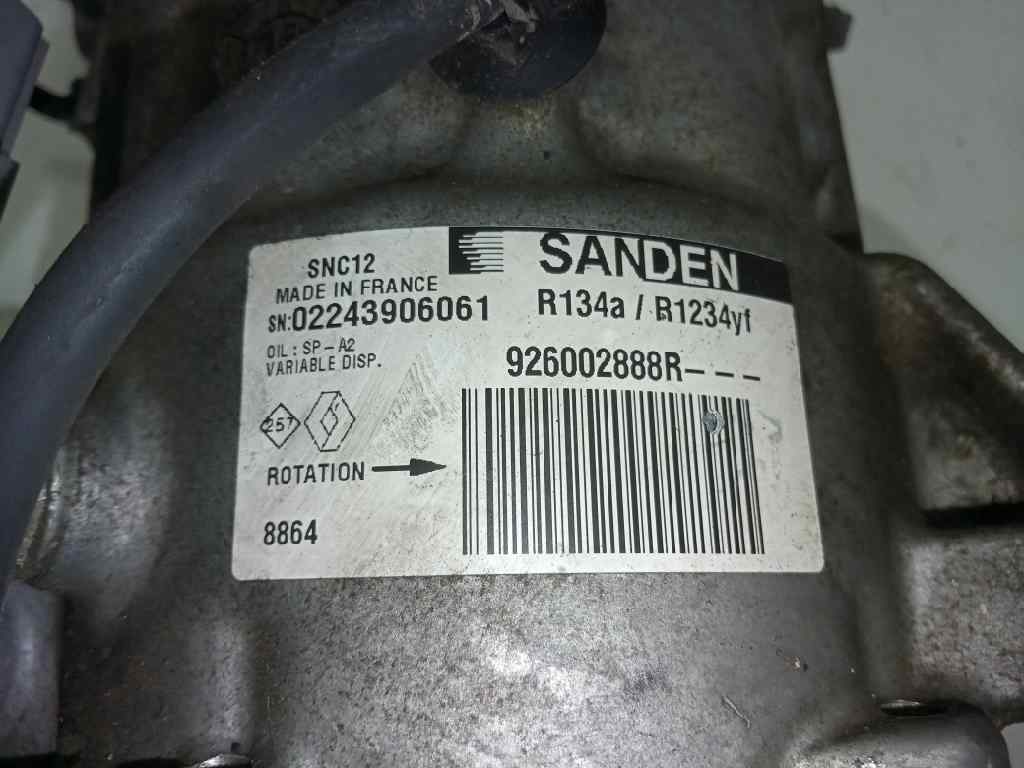 SANDEN
SNC12
MADE IN FRANCE
SN:02243906061
R134a / R1234yf
OIL : SP-A2
VARIABLE DISP.
926002888R---
257
ROTATION
8864